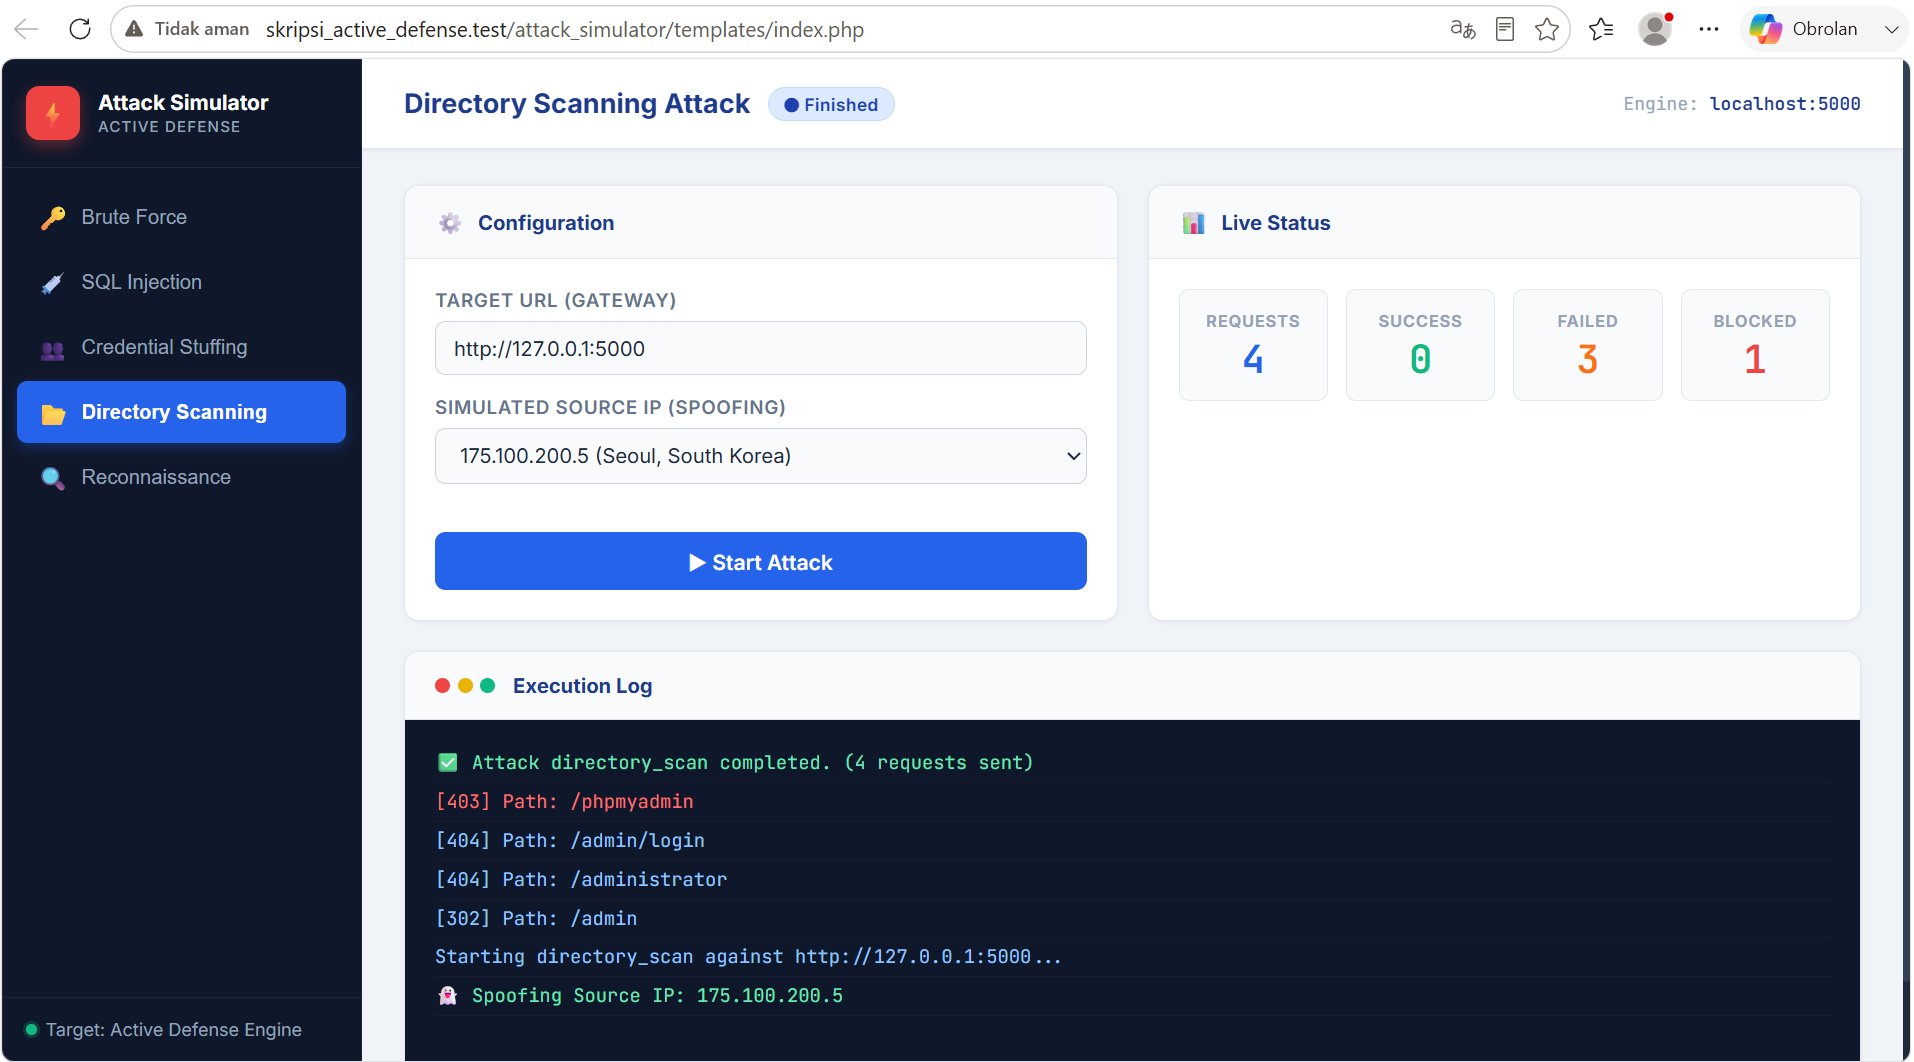 Tidak aman skripsi_active_defense.test/attack_simulator/templates/index.php
Obrolan
Attack Simulator
ACTIVE DEFENSE
Brute Force
SQL Injection
Credential Stuffing
Directory Scanning
Reconnaissance
Target: Active Defense Engine
Directory Scanning Attack
Finished
Engine: localhost:5000
Configuration
TARGET URL (GATEWAY)
http://127.0.0.1:5000
SIMULATED SOURCE IP (SPOOFING)
175.100.200.5 (Seoul, South Korea)
▶ Start Attack
Live Status
REQUESTS
4
SUCCESS
0
FAILED
3
BLOCKED
1
Execution Log
✅ Attack directory_scan completed. (4 requests sent)
[403] Path: /phpmyadmin
[404] Path: /admin/login
[404] Path: /administrator
[302] Path: /admin
Starting directory_scan against http://127.0.0.1:5000...
👻 Spoofing Source IP: 175.100.200.5